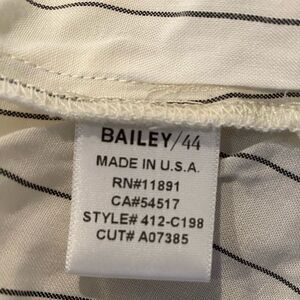 BAILEY/44
MADE IN U.S.A.
RN#11891
CA#54517
STYLE# 412-C198
CUT# A07385